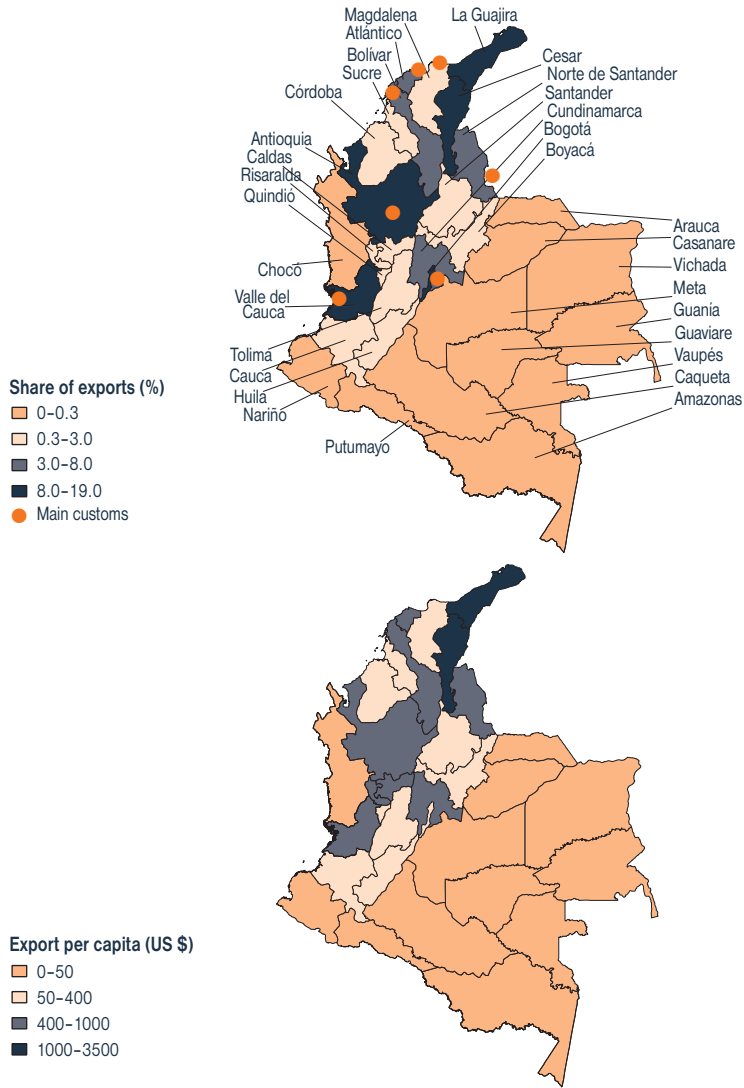 Magdalena
La Guajira
Atlántico
Bolívar
Sucre
Córdoba
Cesar
Norte de Santander
Santander
Cundinamarca
Bogotá
Boyacá
Antioquia
Caldas
Risaralda
Quindió
Chocó
Valle del
Cauca
Arauca
Casanare
Vichada
Meta
Guanía
Guaviare
Vaupés
Caqueta
Amazonas
Tolima
Cauca
Huila
Nariño
Putumayo
Share of exports (%)
0–0.3
0.3–3.0
3.0–8.0
8.0–19.0
Main customs
Export per capita (US $)
0–50
50–400
400–1000
1000–3500